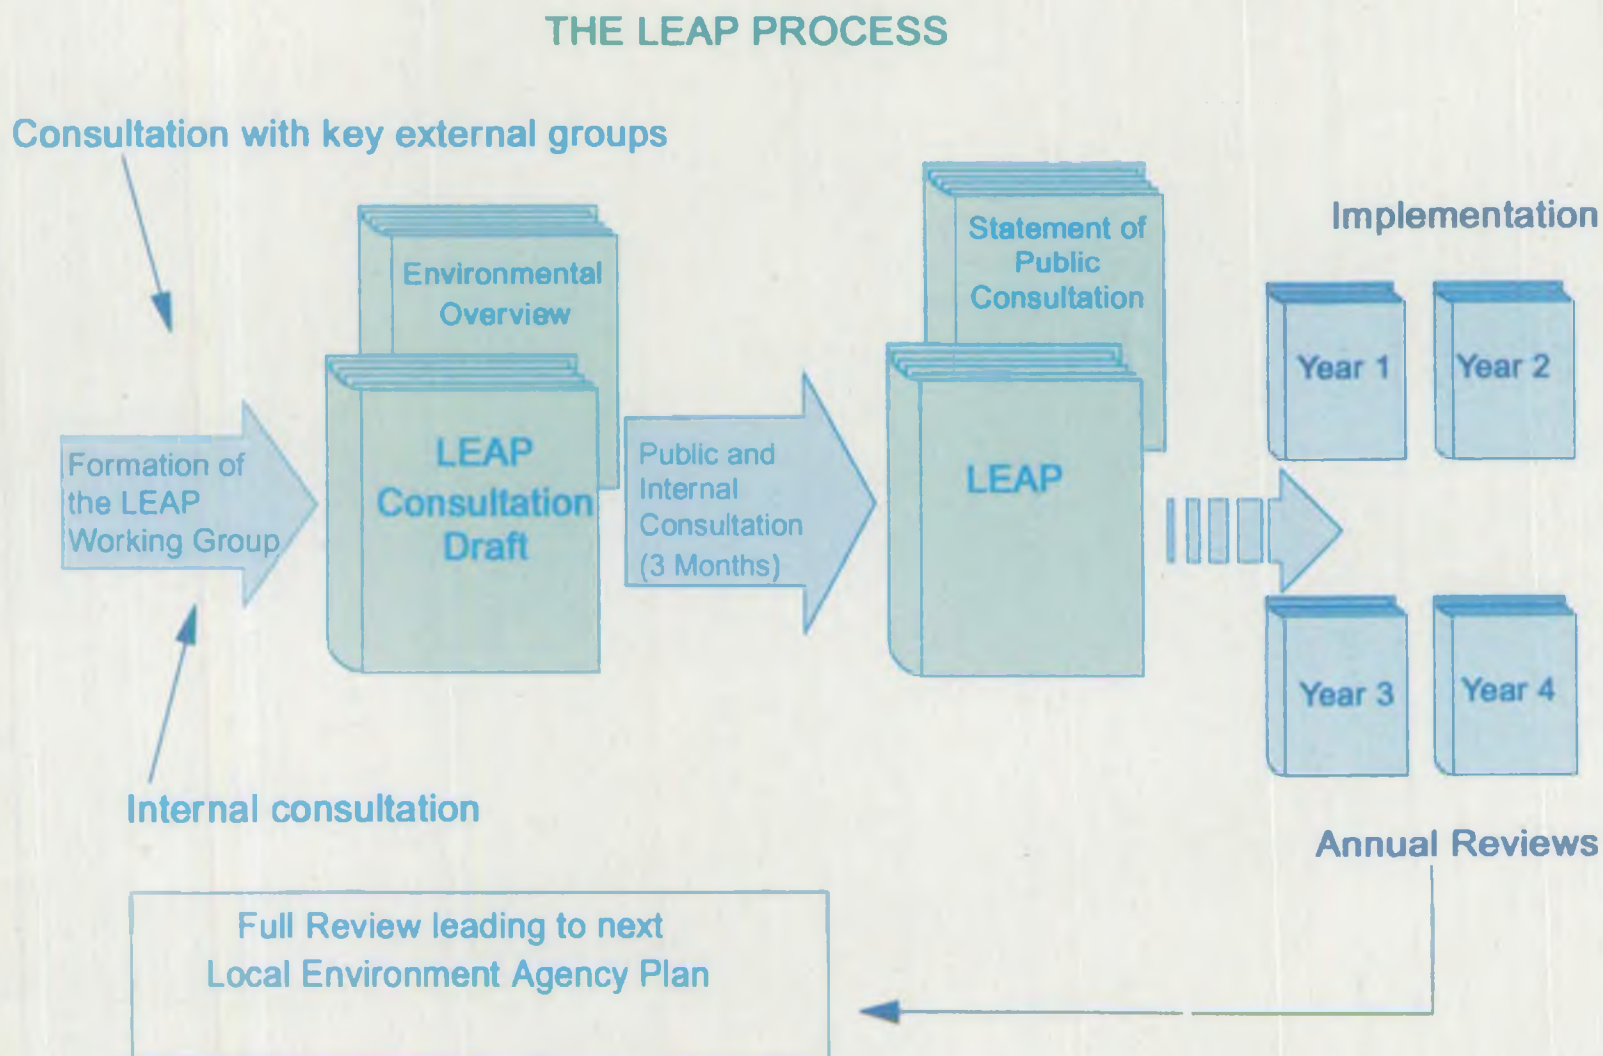 THE LEAP PROCESS
Consultation with key external groups
Environmental
Overview
Statement of
Public
Consultation
Implementation
Year 1
Year 2
Formation of
the LEAP
Working Group
LEAP
Consultation
Draft
Public and
Internal
Consultation
(3 Months)
LEAP
Year 3
Year 4
Internal consultation
Annual Reviews
Full Review leading to next
Local Environment Agency Plan